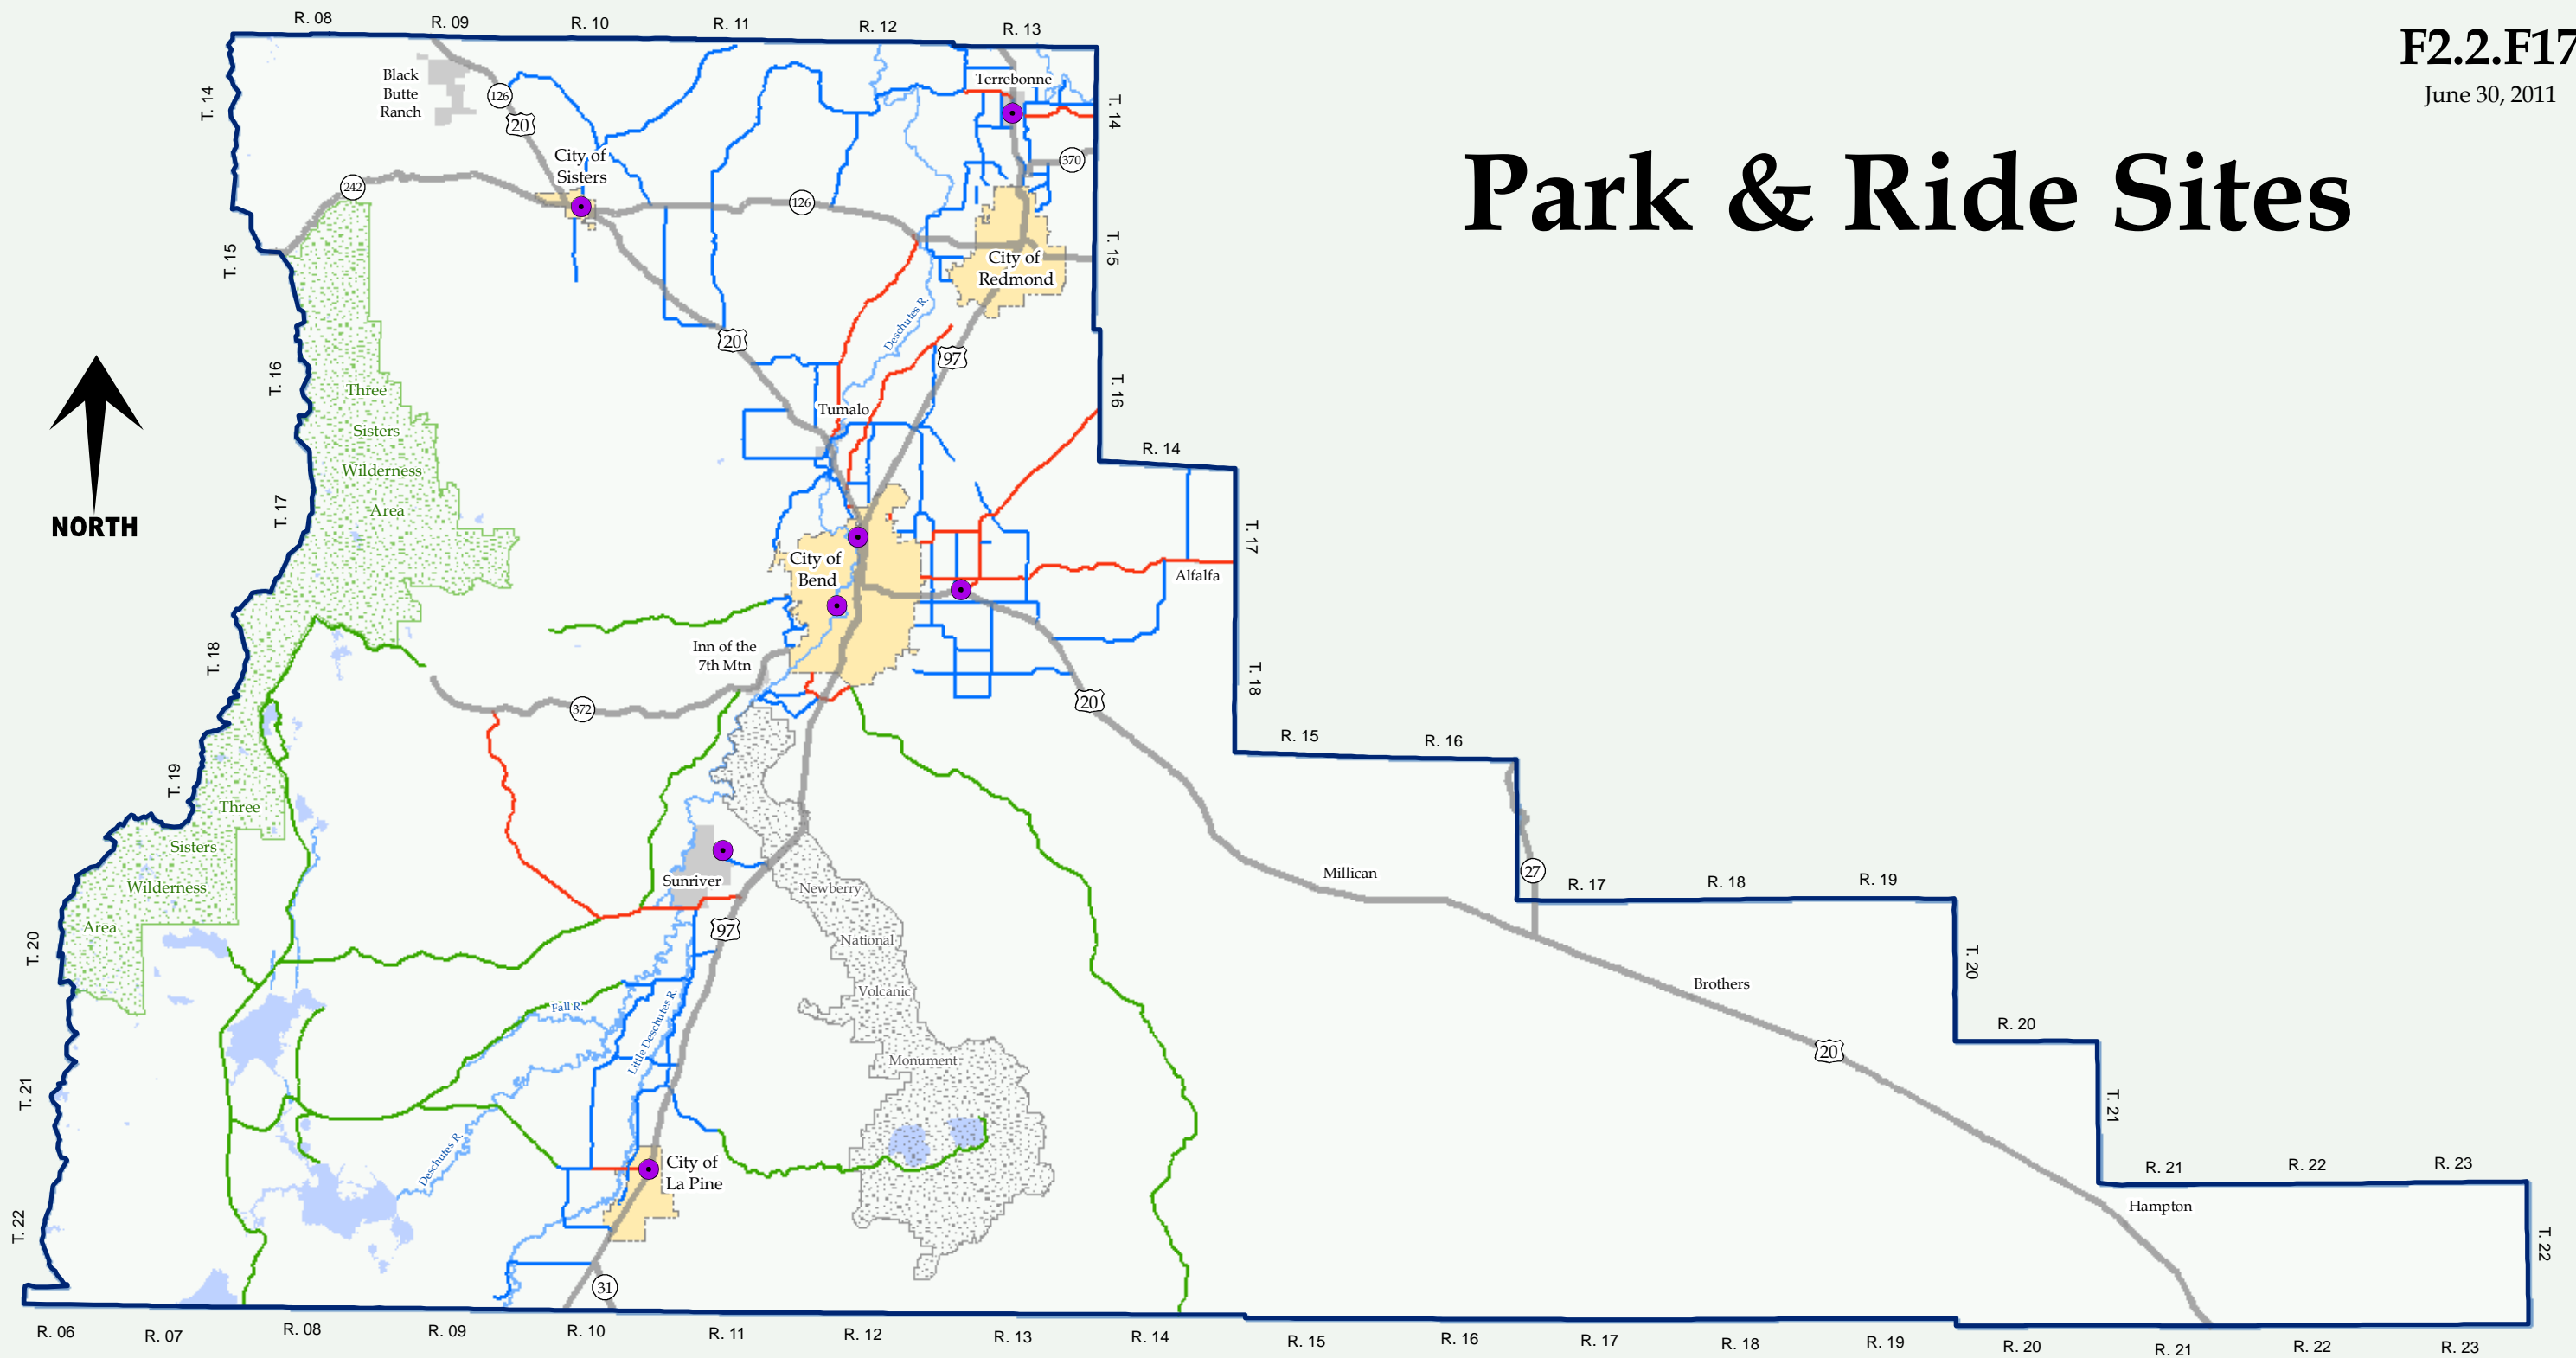 R. 08
R. 09
R. 10
R. 11
R. 12
R. 13
F2.2.F17
June 30, 2011
Park & Ride Sites
Black
Butte
Ranch
126
20
Terrebonne
T. 14
T. 14
City of
Sisters
370
242
126
T. 15
T. 15
City of
Redmond
Deschutes R.
20
97
T. 16
T. 16
Three
Sisters
Wilderness
Area
Tumalo
R. 14
NORTH
T. 17
T. 17
City of
Bend
Alfalfa
Inn of the
7th Mtn
T. 18
T. 18
372
20
R. 15
R. 16
T. 19
Three
Sisters
Wilderness
Area
Sunriver
Newberry
National
Volcanic
Monument
Millican
27
R. 17
R. 18
R. 19
97
T. 20
T. 20
Brothers
Fall R.
Little Deschutes R.
R. 20
20
T. 21
T. 21
Deschutes R.
City of
La Pine
R. 21
R. 22
R. 23
Hampton
T. 22
T. 22
31
R. 06
R. 07
R. 08
R. 09
R. 10
R. 11
R. 12
R. 13
R. 14
R. 15
R. 16
R. 17
R. 18
R. 19
R. 20
R. 21
R. 22
R. 23